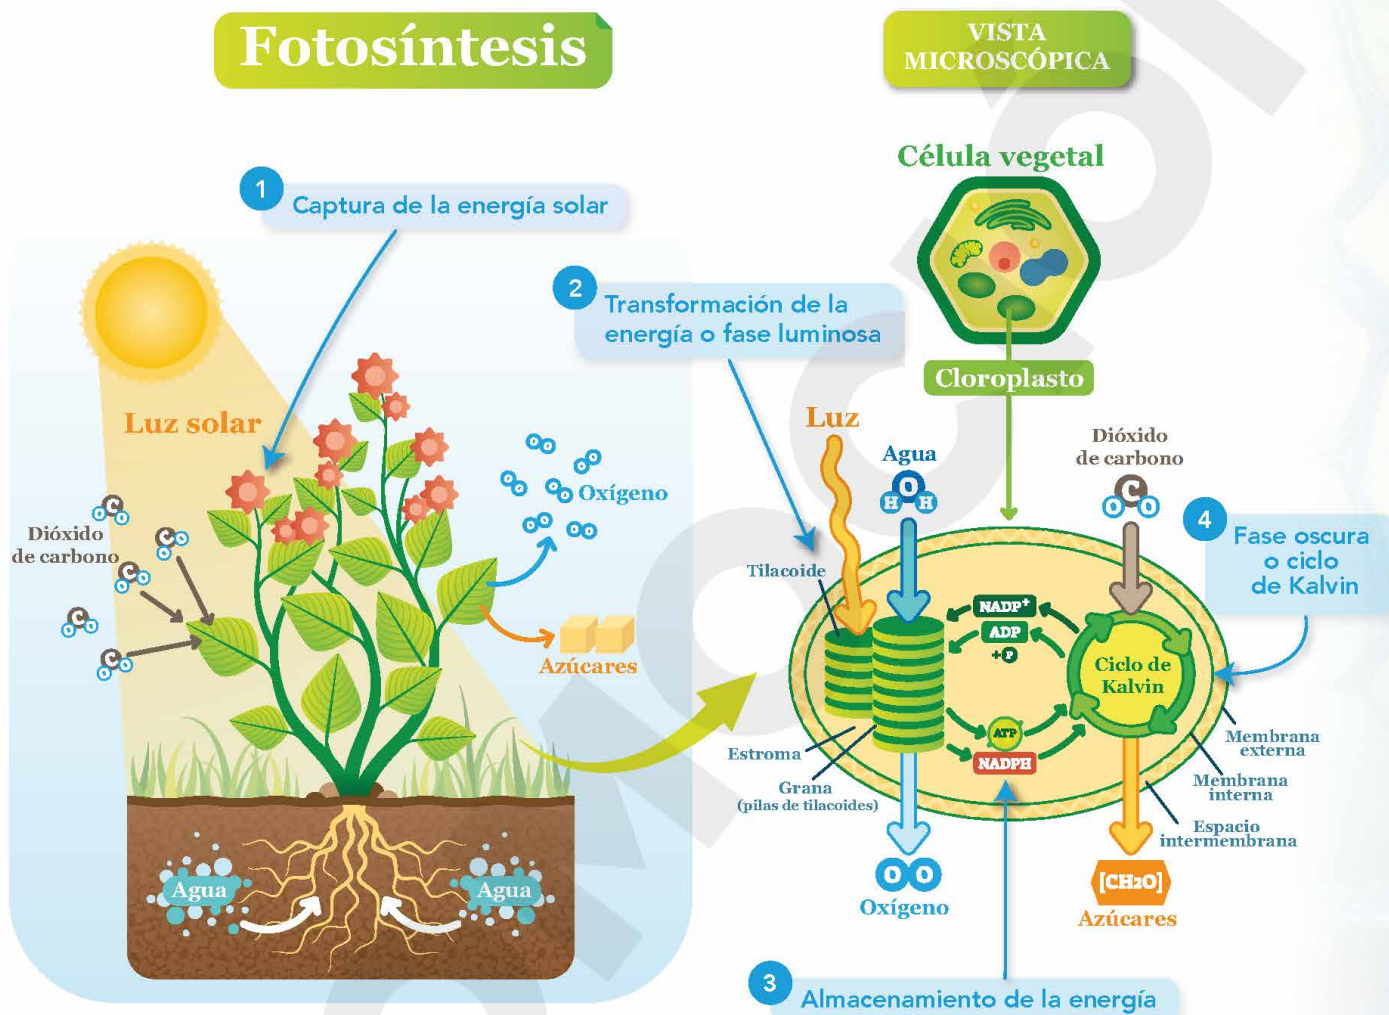 Fotosíntesis
VISTA
MICROSCÓPICA
Célula vegetal
1
Captura de la energía solar
2
Transformación de la
energía o fase luminosa
Cloroplasto
Luz solar
Luz
Agua
O
H H
Dióxido
de carbono
C
O O
4
Fase oscura
o ciclo
de Kalvin
O O
O O
O O
O O
O O
O O
O O
Oxígeno
Dióxido
de carbono
C
O O
C
O O
C
O O
C
O O
C
O O
Azúcares
Tilacoide
NADP+
ADP
+P
Ciclo de
Kalvin
ATP
NADPH
Estroma
Grana
(pilas de tilacoides)
Membrana
externa
Membrana
interna
Espacio
intermembrana
Agua
Agua
O O
Oxígeno
[CH2O]
Azúcares
3
Almacenamiento de la energía